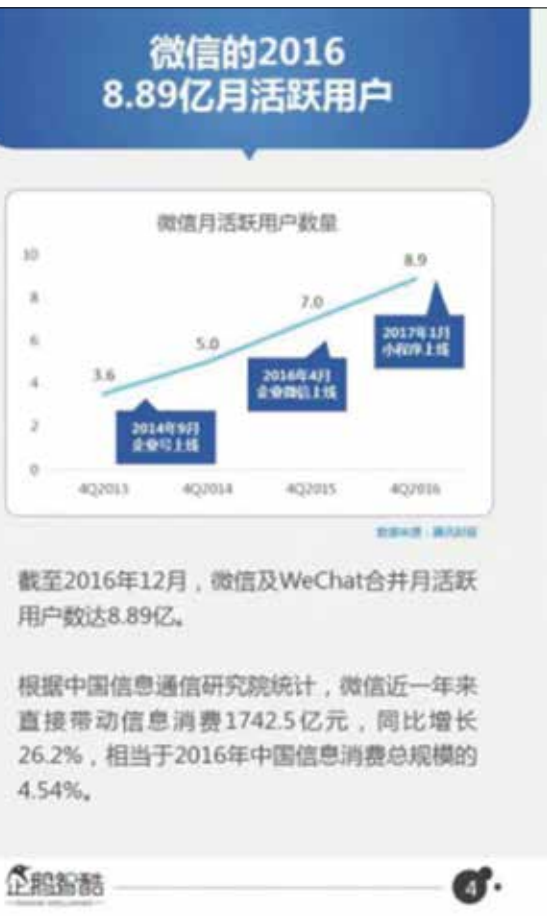 微信的2016
8.89亿月活跃用户
微信月活跃用户数量
10
8
6
4
2
0
3.6
5.0
7.0
8.9
2014年9月
企业号上线
2016年4月
企业微信上线
2017年1月
小程序上线
4Q2013
4Q2014
4Q2015
4Q2016
数据来源：腾讯财报
截至2016年12月，微信及WeChat合并月活跃
用户数达8.89亿。
根据中国信息通信研究院统计，微信近一年来
直接带动信息消费1742.5亿元，同比增长
26.2%，相当于2016年中国信息消费总规模的
4.54%。
企鹅智酷
4